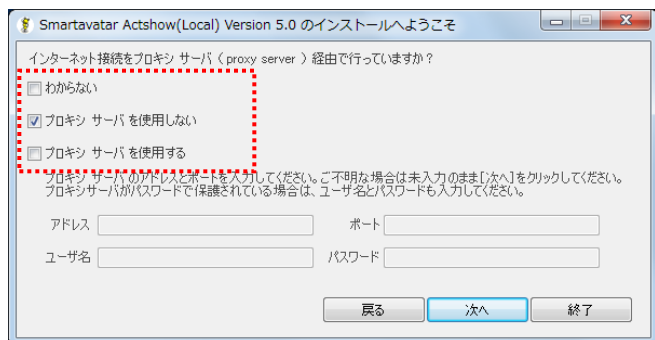 Smartavatar Actshow(Local) Version 5.0 のインストールへようこそ
インターネット接続をプロキシ サーバ（ proxy server ）経由で行っていますか？
わからない
プロキシ サーバ を使用しない
プロキシ サーバ を使用する
プロキシ サーバ のアドレスとポートを入力してください。ご不明な場合は未入力のまま[次へ]をクリックしてください。
プロキシサーバがパスワードで保護されている場合は、ユーザ名とパスワードも入力してください。
アドレス ポート
ユーザ名 パスワード
戻る 次へ 終了